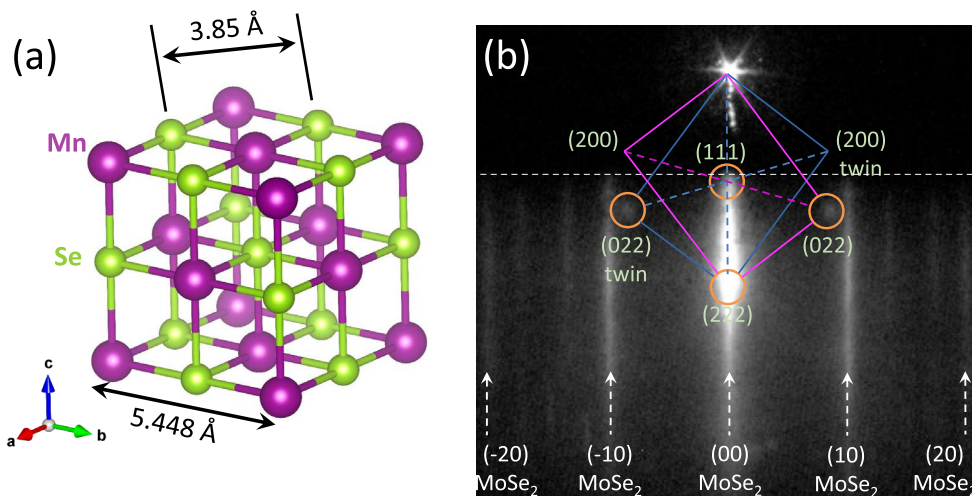 (a)
3.85 Å
Mn
Se
5.448 Å
c
a
b
(b)
(200)
(111)
(200)
twin
(022)
twin
(022)
(222)
(-20)
MoSe₂
(-10)
MoSe₂
(00)
MoSe₂
(10)
MoSe₂
(20)
MoSe₂